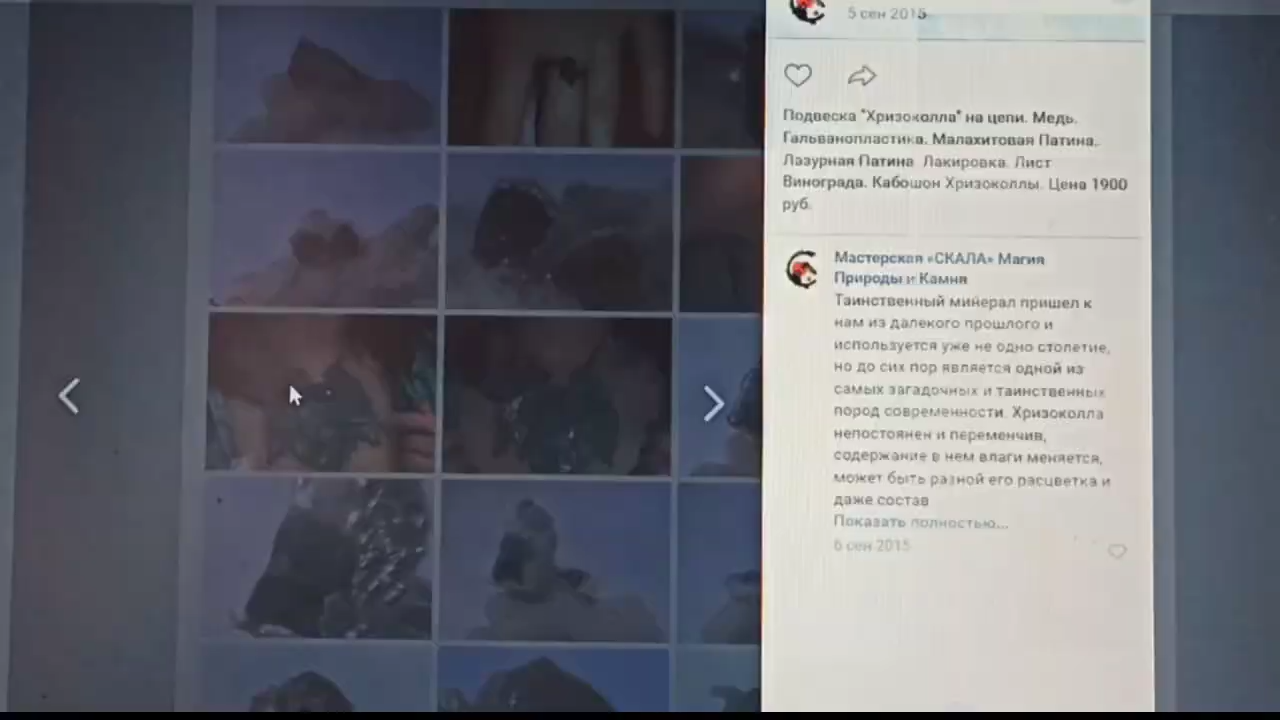 5 сен 2015
Подвеска "Хризоколла" на цепи. Медь.
Гальванопластика. Малахитовая Патина.
Лазурная Патина. Лакировка. Лист
Винограда. Кабошон Хризоколлы. Цена 1900
руб.
Мастерская «СКАЛА» Магия
Природы и Камня
Таинственный минерал пришел к
нам из далекого прошлого и
используется уже не одно столетие,
но до сих пор является одной из
самых загадочных и таинственных
пород современности. Хризоколла
непостоянен и переменчив,
содержание в нем влаги меняется,
может быть разной его расцветка и
даже состав
Показать полностью...
6 сен 2015